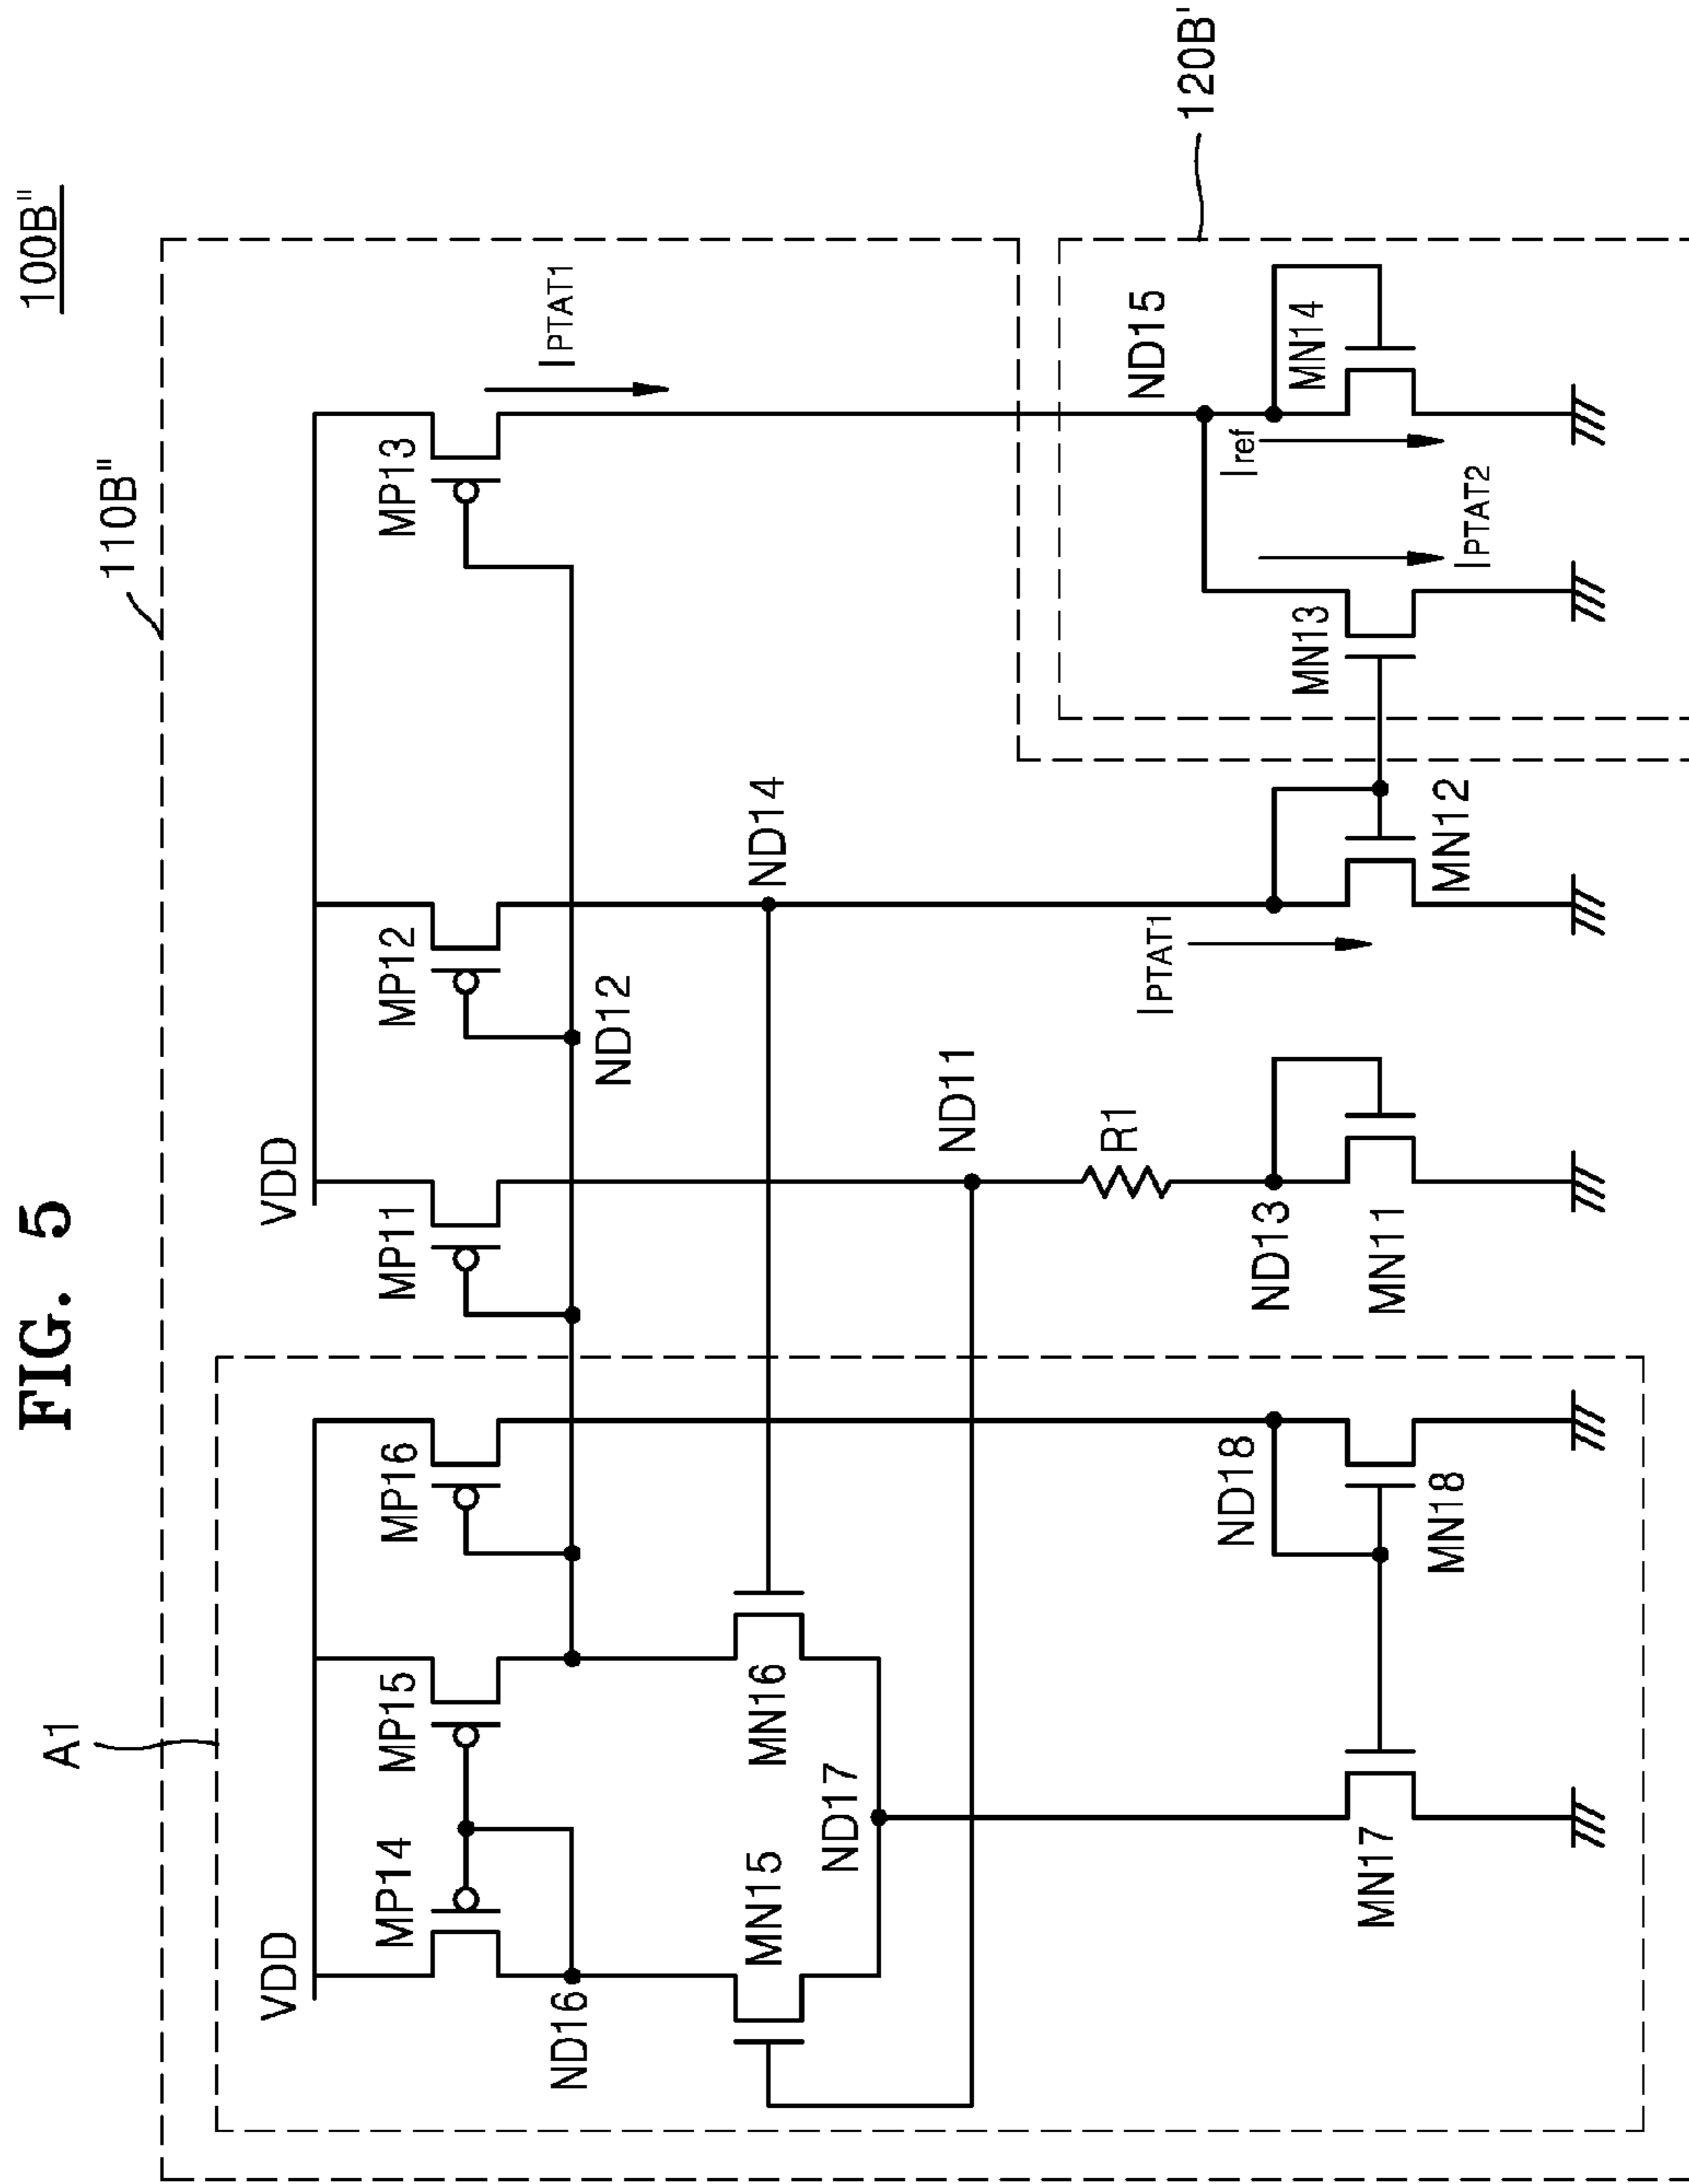 FIG. 5
100B"
110B"
A1
VDD
VDD
MP14
MP15
MP16
MP11
MP12
MP13
IPTAT1
ND16
ND12
MN15
MN16
ND14
ND17
ND11
ND15
R1
120B'
IPTAT1
Iref
ND18
ND13
MN13
MN14
IPTAT2
MN17
MN18
MN11
MN12